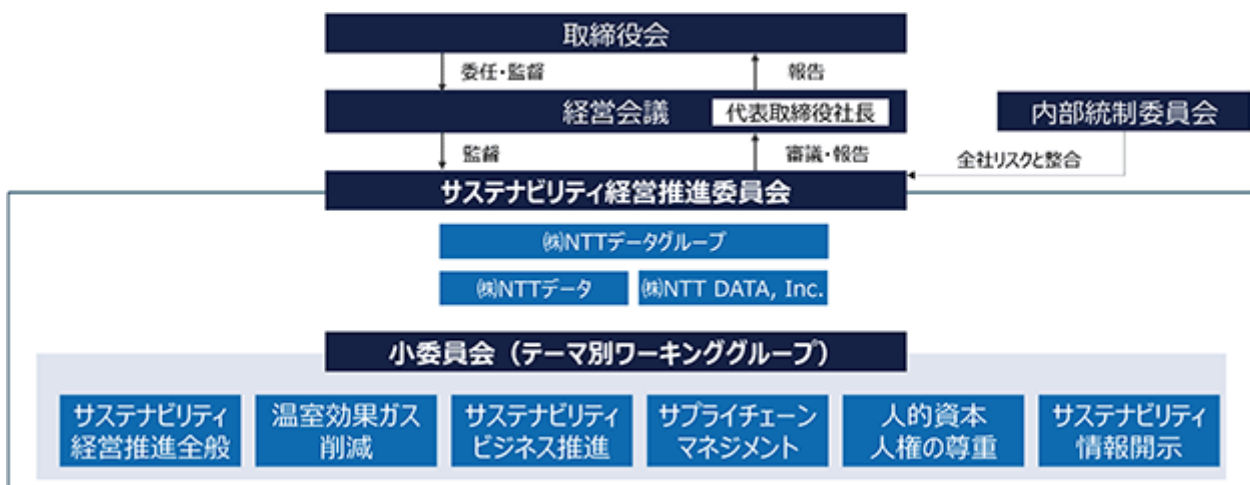 取締役会
委任・監督
報告
経営会議
代表取締役社長
内部統制委員会
監督
審議・報告
全社リスクと整合
サステナビリティ経営推進委員会
㈱NTTデータグループ
㈱NTTデータ
㈱NTT DATA, Inc.
小委員会（テーマ別ワーキンググループ）
サステナビリティ
経営推進全般
温室効果ガス
削減
サステナビリティ
ビジネス推進
サプライチェーン
マネジメント
人的資本
人権の尊重
サステナビリティ
情報開示